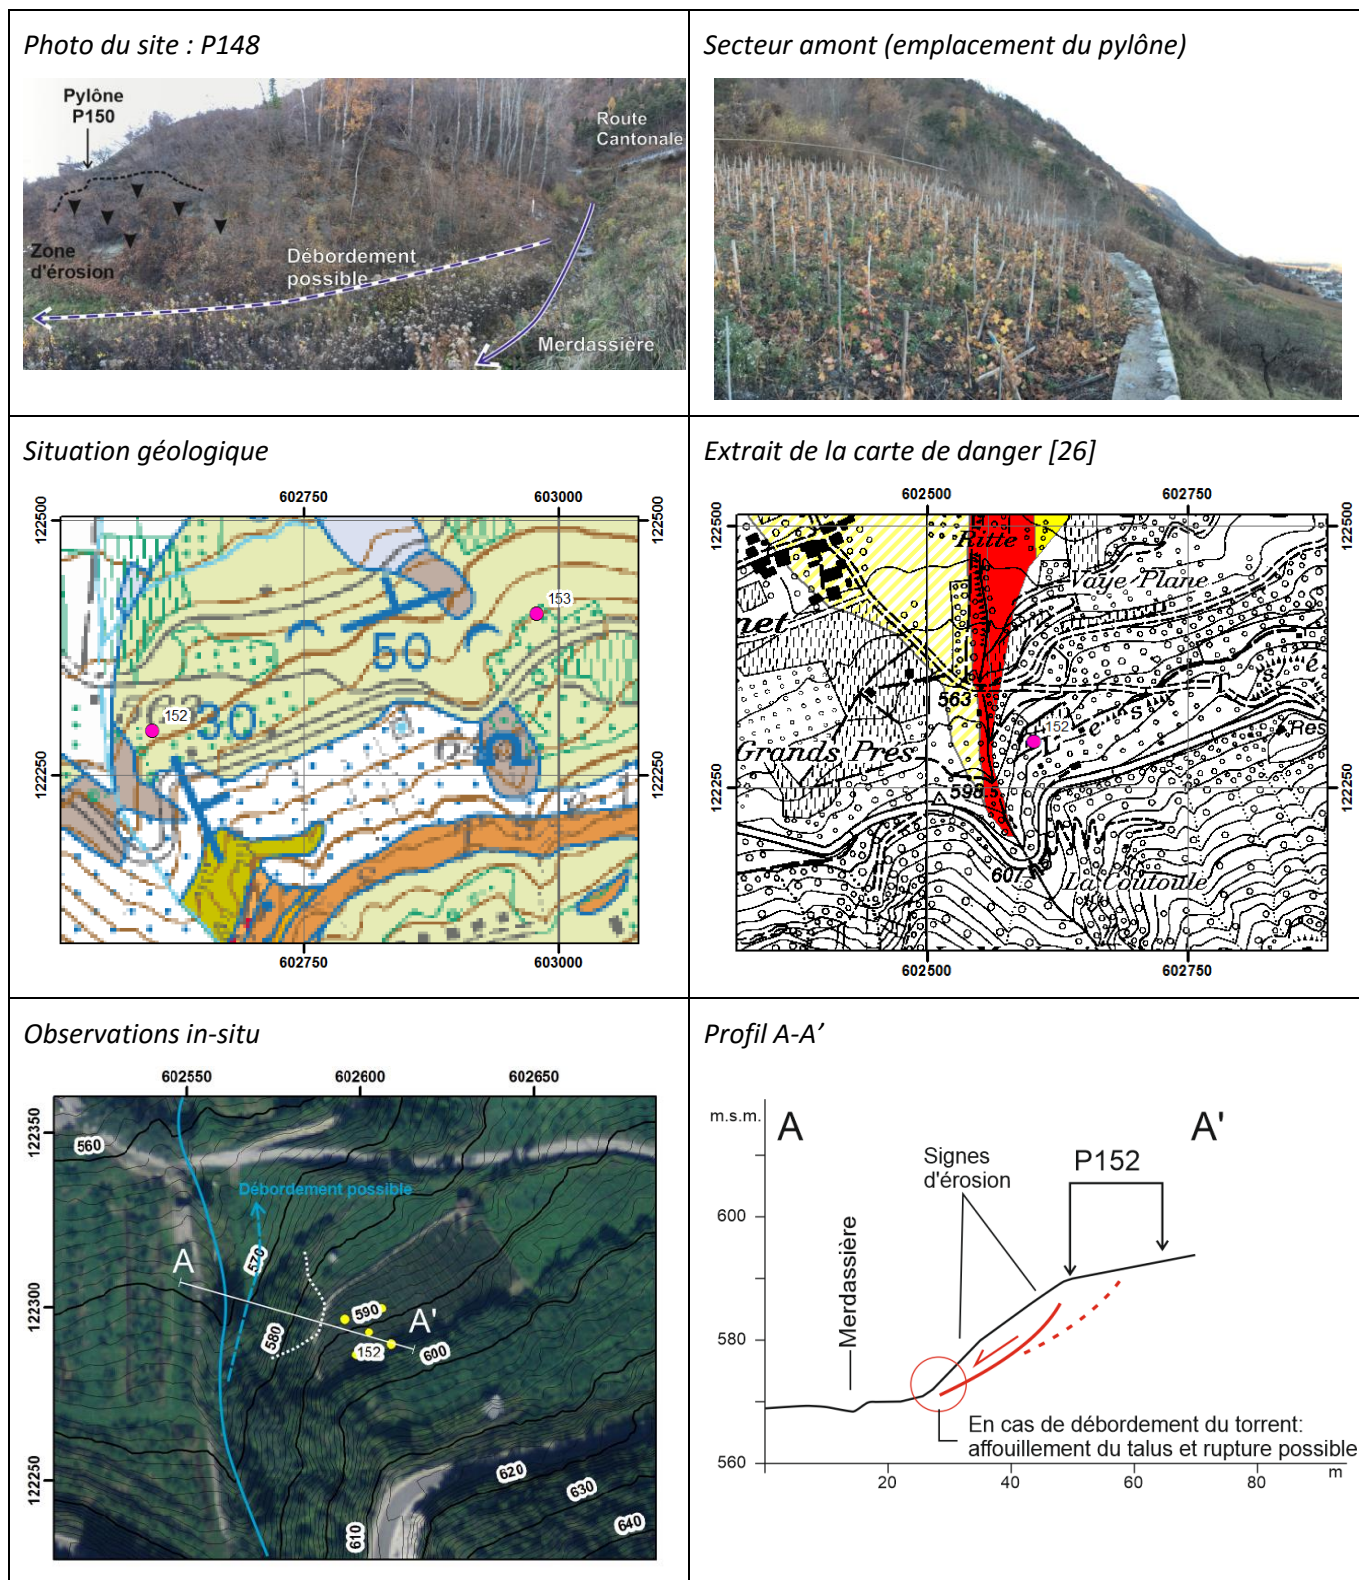 Photo du site : P148
Pylône
P150
Route
Cantonale
Zone
d'érosion
Débordement
possible
Merdassière
Secteur amont (emplacement du pylône)
Situation géologique
602750
603000
122500
122500
153
50
152
30
122250
122250
602750
603000
Extrait de la carte de danger [26]
602500
602750
122500
122500
Ritte
Vaye Plane
net
563
152
Grands Prés
Res
122250
122250
598.5
607
La Coutoule
602500
602750
Observations in-situ
602550
602600
602650
122350
560
Débordement possible
570
A
122300
580
590
A'
152
600
122250
610
620
630
640
Profil A-A’
m.s.m.
A
A'
Signes
d'érosion
P152
600
Merdassière
580
En cas de débordement du torrent:
affouillement du talus et rupture possible
560
20
40
60
80
m